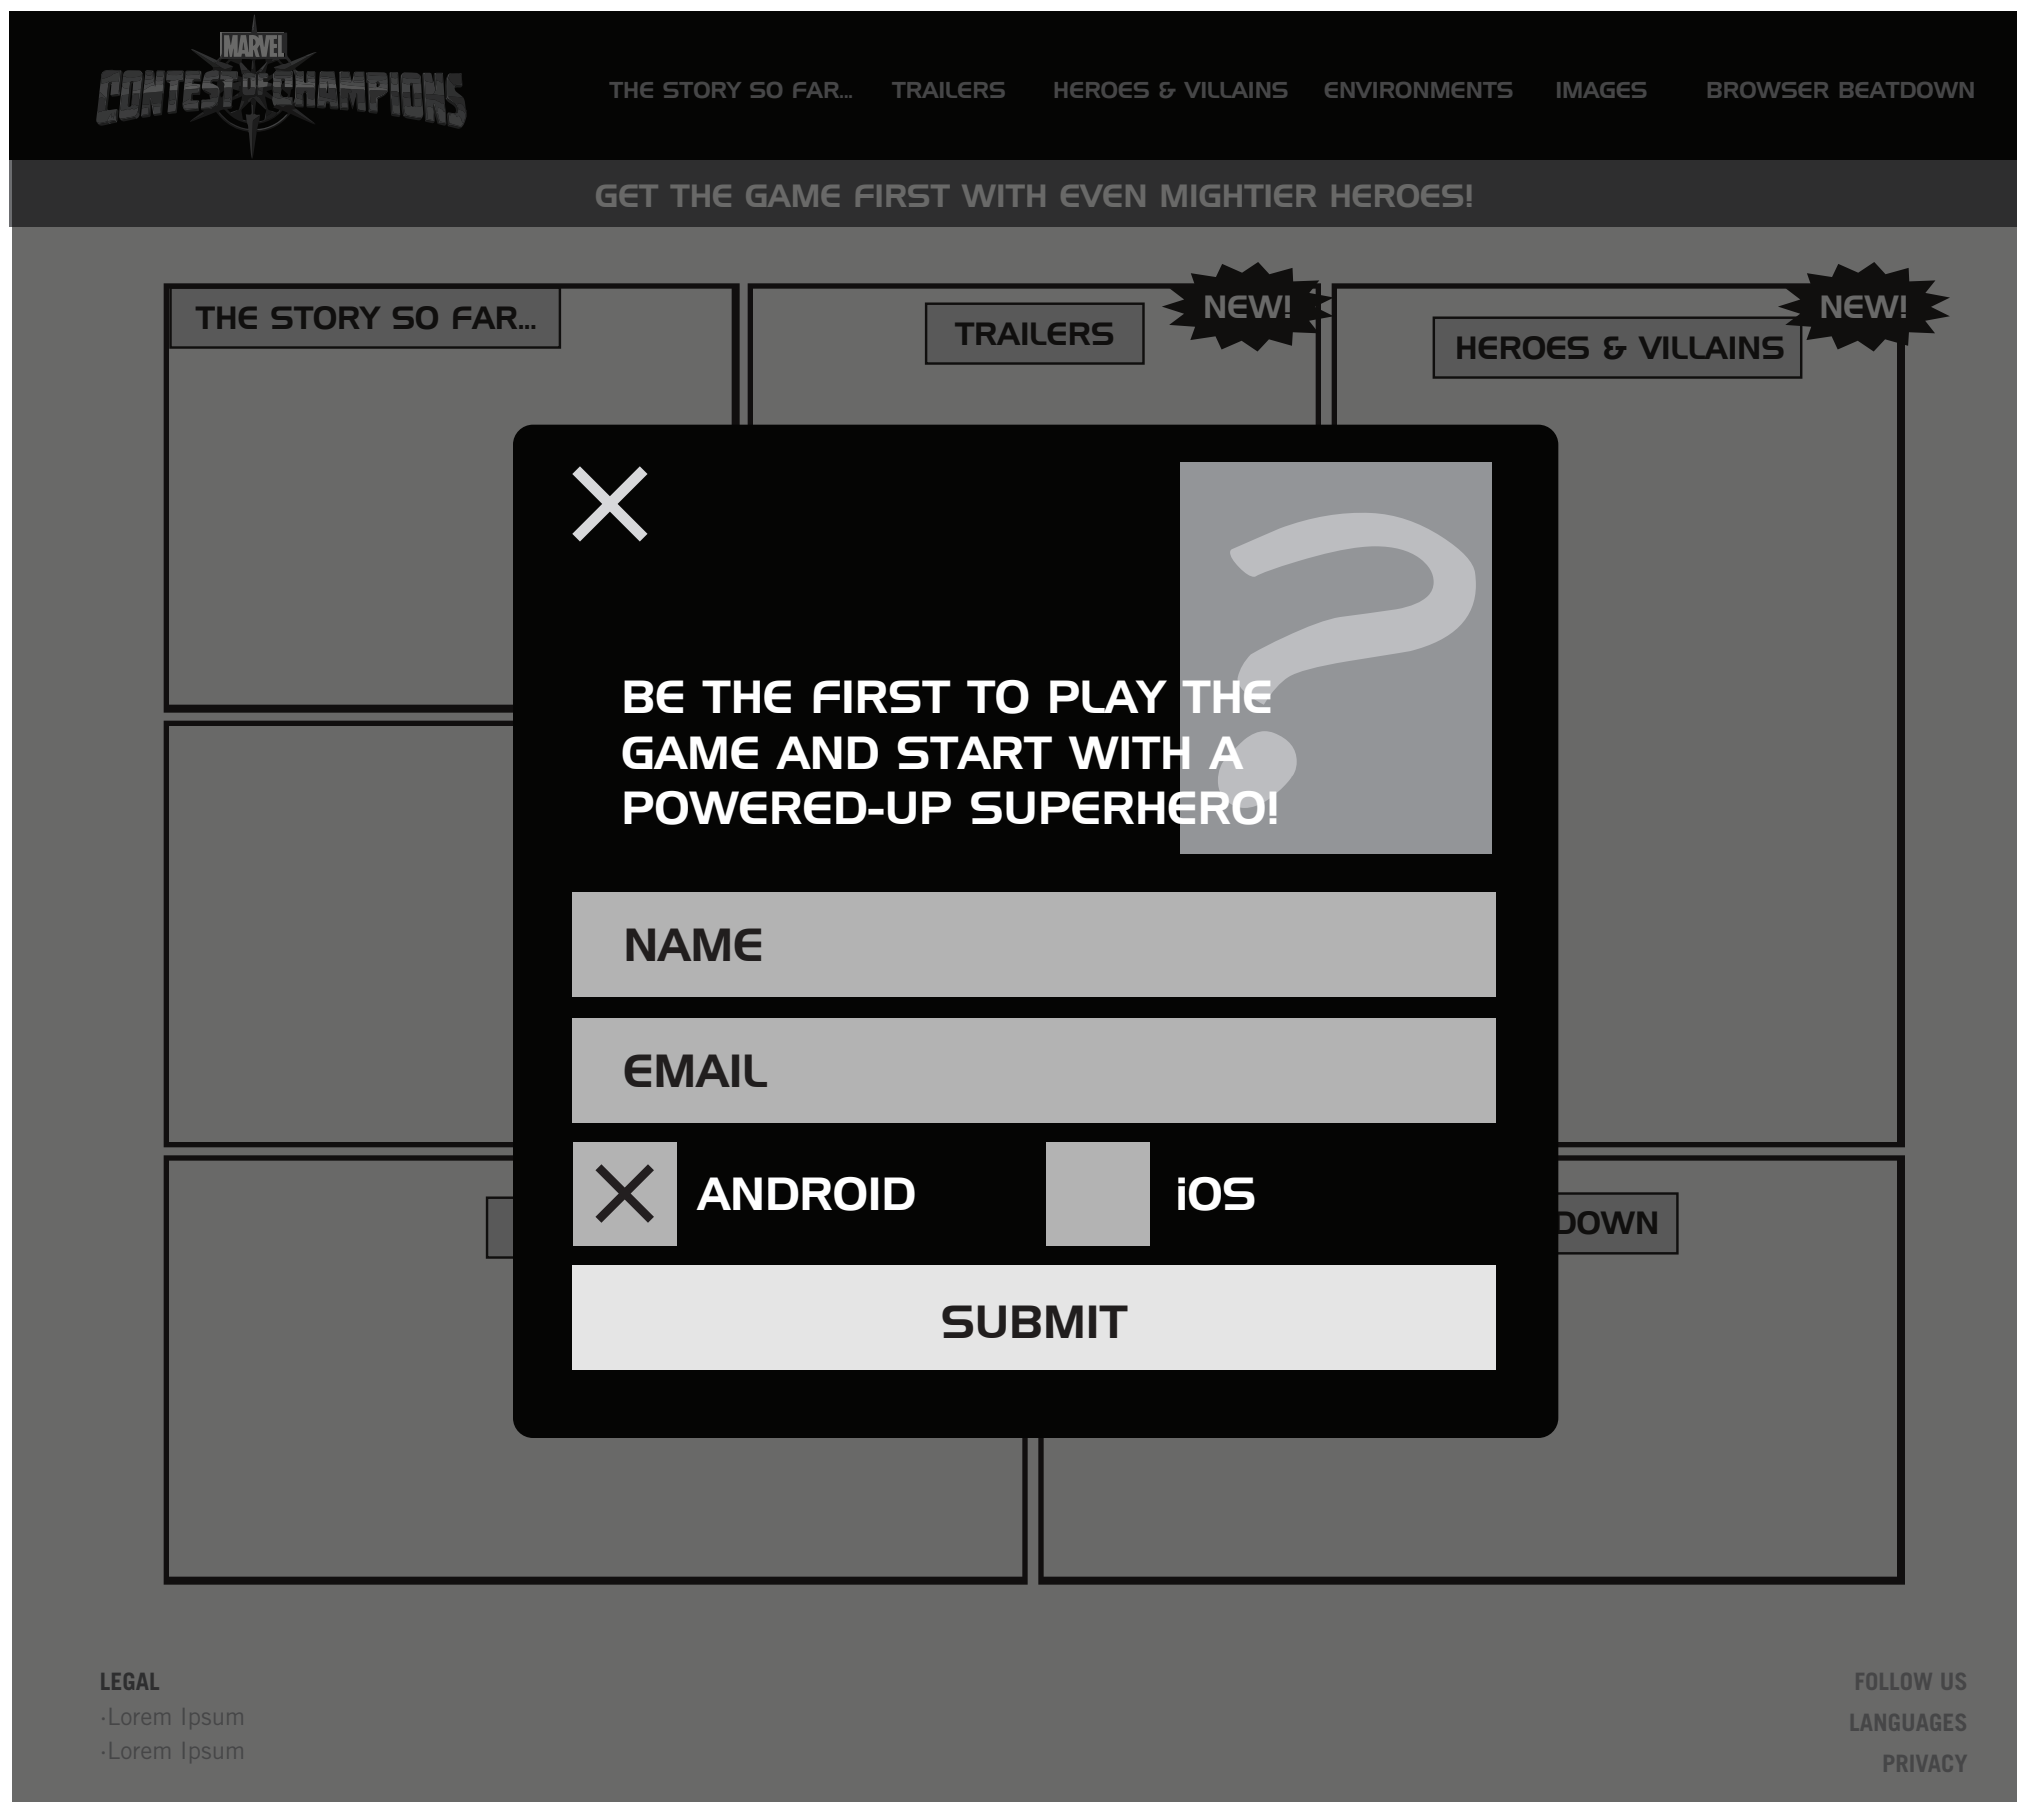 MARVEL
CONTEST OF CHAMPIONS
THE STORY SO FAR... TRAILERS HEROES & VILLAINS ENVIRONMENTS IMAGES BROWSER BEATDOWN
GET THE GAME FIRST WITH EVEN MIGHTIER HEROES!
THE STORY SO FAR...
TRAILERS
NEW!
HEROES & VILLAINS
NEW!
?
BE THE FIRST TO PLAY THE
GAME AND START WITH A
POWERED-UP SUPERHERO!
NAME
EMAIL
ANDROID
iOS
DOWN
SUBMIT
LEGAL
·Lorem Ipsum
·Lorem Ipsum
FOLLOW US
LANGUAGES
PRIVACY